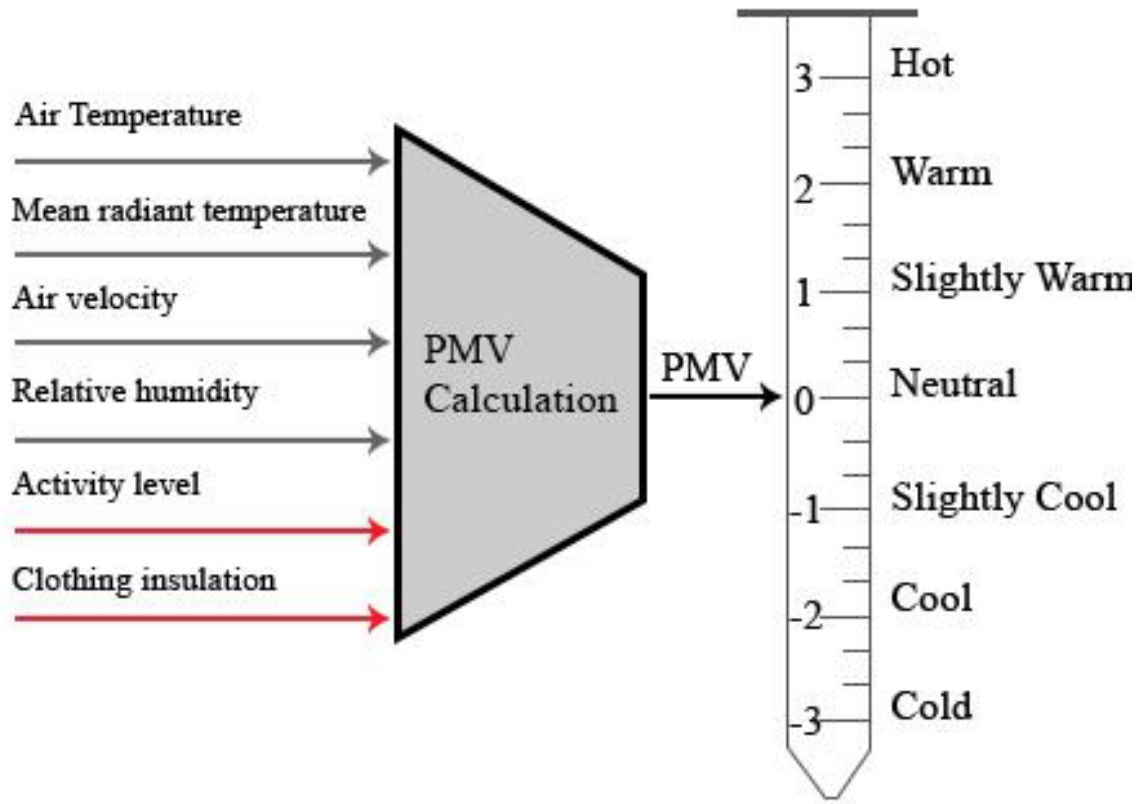 Air Temperature
Mean radiant temperature
Air velocity
Relative humidity
Activity level
Clothing insulation
PMV
Calculation
PMV
3 Hot
2 Warm
1 Slightly Warm
0 Neutral
-1 Slightly Cool
-2 Cool
-3 Cold